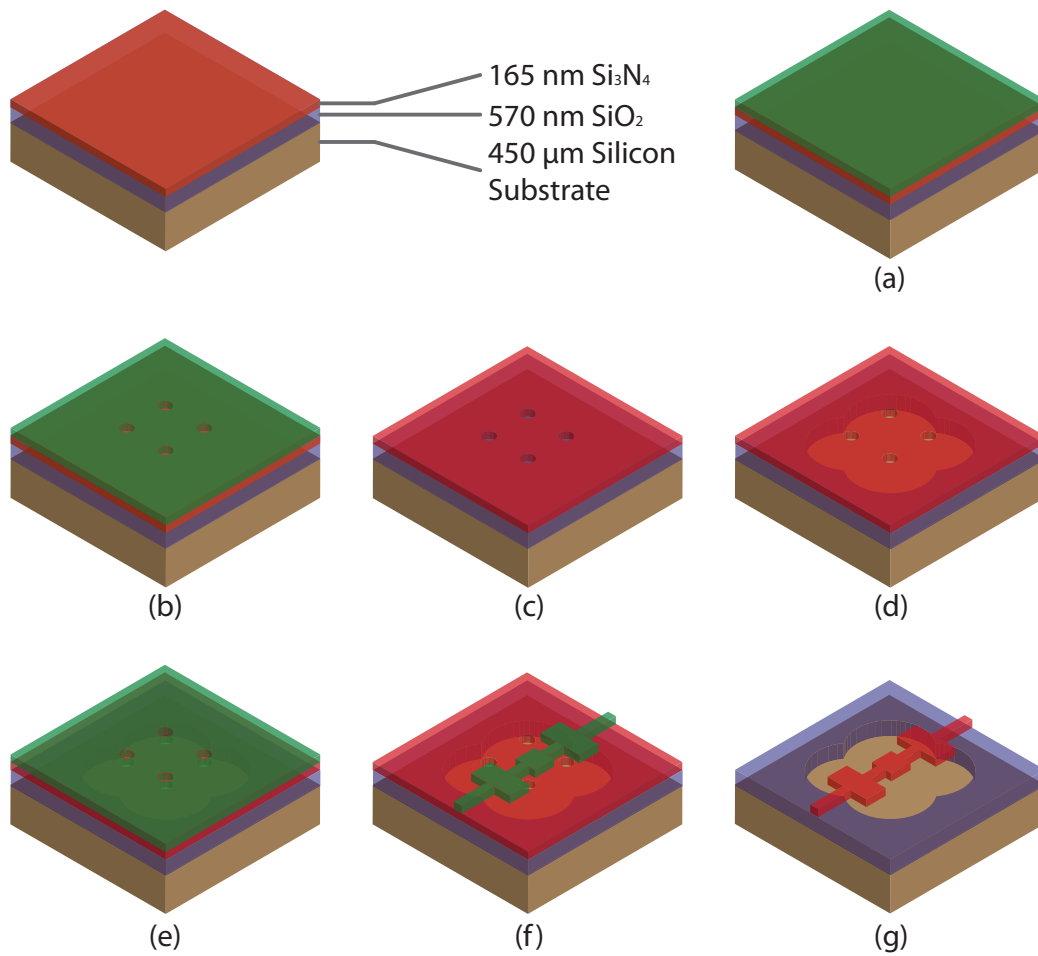 165 nm Si₃N₄
570 nm SiO₂
450 µm Silicon
Substrate
(a)
(b)
(c)
(d)
(e)
(f)
(g)